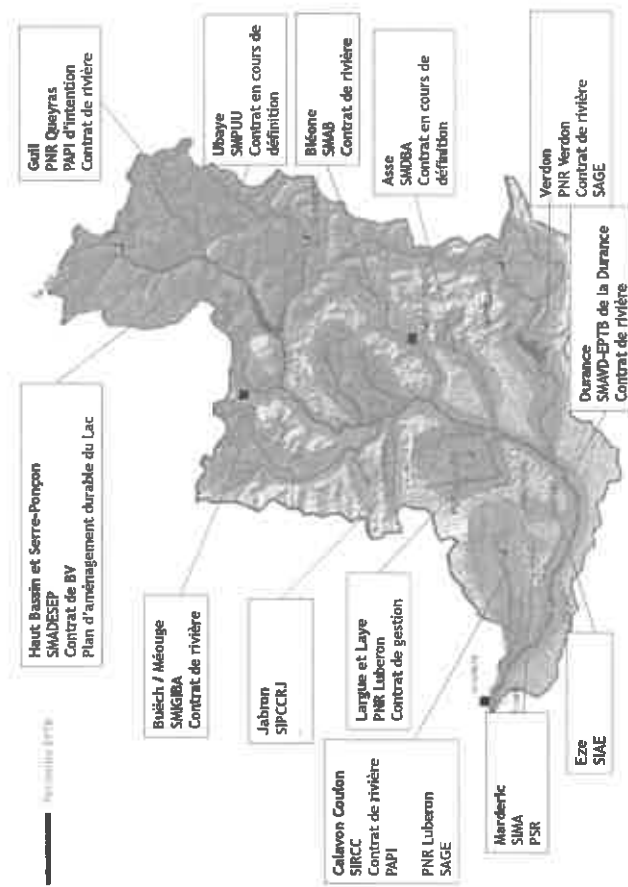 Haut Bassin et Serre-Ponçon
SMADESEP
Contrat de BV
Plan d'aménagement durable du Lac
Guil
PNR Queyras
PAPI d'intention
Contrat de rivière
Ubaye
SMPUU
Contrat en cours de
définition
Bléone
SMAB
Contrat de rivière
Asse
SMDBA
Contrat en cours de
définition
Verdon
PNR Verdon
Contrat de rivière
SAGE
Durance
SMAVD-EPTB de la Durance
Contrat de rivière
Buëch / Méouge
SMIGIBA
Contrat de rivière
Jabron
SIPCCRJ
Largue et Laye
PNR Luberon
Contrat de gestion
Calavon Coulon
SIRCC
Contrat de rivière
PAPI
PNR Luberon
SAGE
Marderic
SIMA
PSR
Eze
SIAE